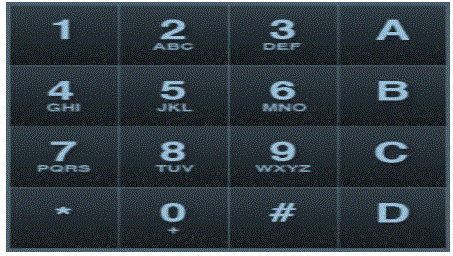 1 2 3 A
ABC DEF
4 5 6 B
GHI JKL MNO
7 8 9 C
PQRS TUV WXYZ
* 0 # D
+